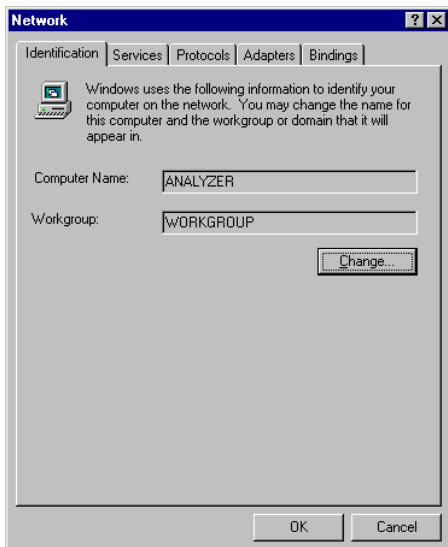 Network ? ×
Identification Services Protocols Adapters Bindings
Windows uses the following information to identify your
computer on the network. You may change the name for
this computer and the workgroup or domain that it will
appear in.
Computer Name: ANALYZER
Workgroup: WORKGROUP
Change...
OK Cancel